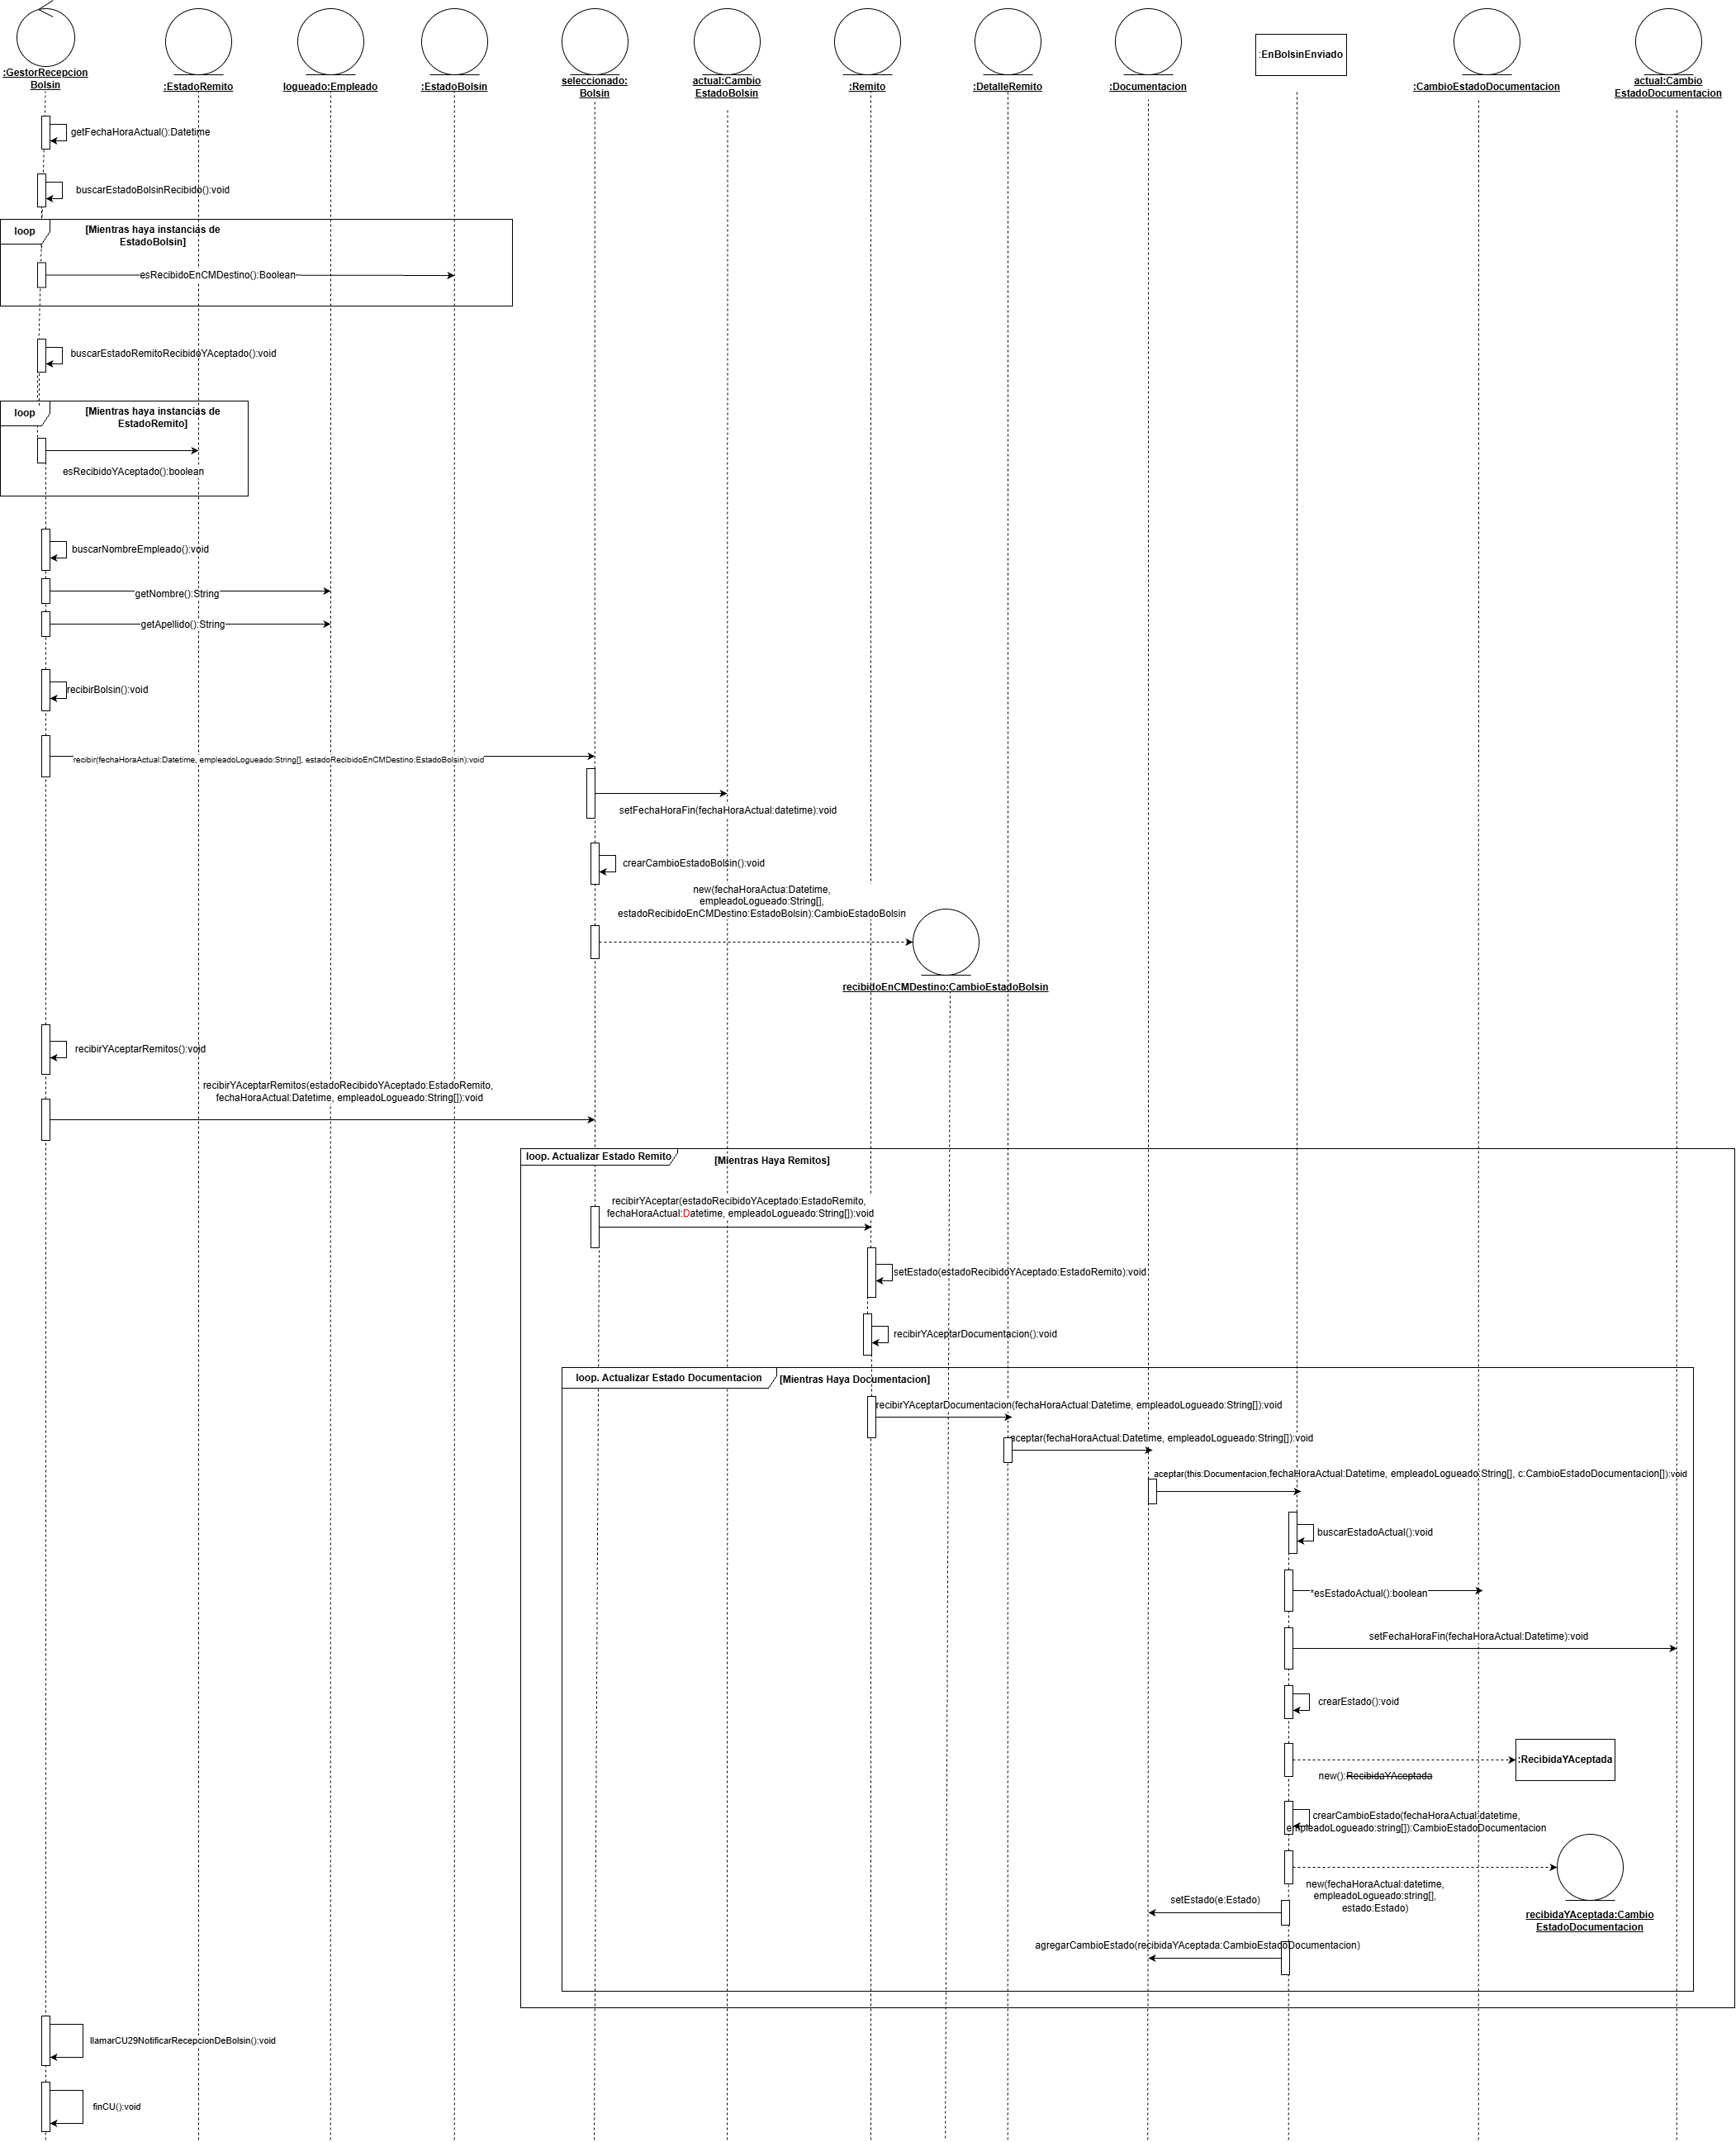 :GestorRecepcion
Bolsin
:EstadoRemito
logueado:Empleado
:EstadoBolsin
seleccionado:
Bolsin
actual:Cambio
EstadoBolsin
:Remito
:DetalleRemito
:Documentacion
:EnBolsinEnviado
:CambioEstadoDocumentacion
actual:Cambio
EstadoDocumentacion
getFechaHoraActual():Datetime
buscarEstadoBolsinRecibido():void
loop
[Mientras haya instancias de
EstadoBolsin]
esRecibidoEnCMDestino():Boolean
buscarEstadoRemitoRecibidoYAceptado():void
loop
[Mientras haya instancias de
EstadoRemito]
esRecibidoYAceptado():boolean
buscarNombreEmpleado():void
getNombre():String
getApellido():String
recibirBolsin():void
recibir(fechaHoraActual:Datetime, empleadoLogueado:String[], estadoRecibidoEnCMDestino:EstadoBolsin):void
setFechaHoraFin(fechaHoraActual:datetime):void
crearCambioEstadoBolsin():void
new(fechaHoraActua:Datetime,
empleadoLogueado:String[],
estadoRecibidoEnCMDestino:EstadoBolsin):CambioEstadoBolsin
recibidoEnCMDestino:CambioEstadoBolsin
recibirYAceptarRemitos():void
recibirYAceptarRemitos(estadoRecibidoYAceptado:EstadoRemito,
fechaHoraActual:Datetime, empleadoLogueado:String[]):void
loop. Actualizar Estado Remito
[Mientras Haya Remitos]
recibirYAceptar(estadoRecibidoYAceptado:EstadoRemito,
fechaHoraActual:Datetime, empleadoLogueado:String[]):void
setEstado(estadoRecibidoYAceptado:EstadoRemito):void
recibirYAceptarDocumentacion():void
loop. Actualizar Estado Documentacion
[Mientras Haya Documentacion]
recibirYAceptarDocumentacion(fechaHoraActual:Datetime, empleadoLogueado:String[]):void
aceptar(fechaHoraActual:Datetime, empleadoLogueado:String[]):void
aceptar(this:Documentacion,fechaHoraActual:Datetime, empleadoLogueado:String[], c:CambioEstadoDocumentacion[]):void
buscarEstadoActual():void
*esEstadoActual():boolean
setFechaHoraFin(fechaHoraActual:Datetime):void
crearEstado():void
:RecibidaYAceptada
new():RecibidaYAceptada
crearCambioEstado(fechaHoraActual:datetime,
empleadoLogueado:string[]):CambioEstadoDocumentacion
new(fechaHoraActual:datetime,
empleadoLogueado:string[],
estado:Estado)
recibidaYAceptada:Cambio
EstadoDocumentacion
setEstado(e:Estado)
agregarCambioEstado(recibidaYAceptada:CambioEstadoDocumentacion)
llamarCU29NotificarRecepcionDeBolsin():void
finCU():void